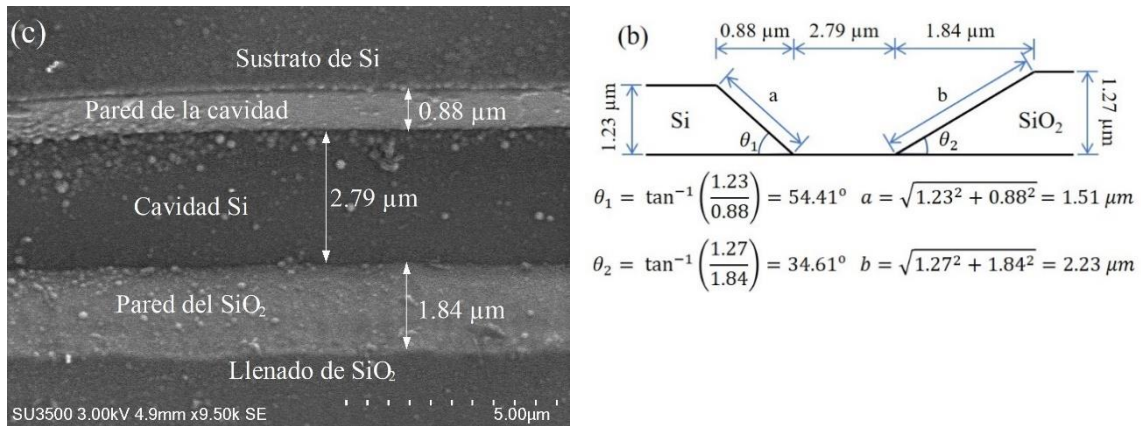 (c)
Sustrato de Si
Pared de la cavidad
0.88 µm
2.79 µm
Cavidad Si
Pared del SiO₂
1.84 µm
Llenado de SiO₂
SU3500 3.00kV 4.9mm x9.50k SE
5.00µm
(b)
0.88 µm 2.79 µm 1.84 µm
1.23 µm
a
b
1.27 µm
Si
θ₁
θ₂
SiO₂
θ₁ = tan⁻¹(1.23/0.88) = 54.41° a = √(1.23² + 0.88²) = 1.51 µm
θ₂ = tan⁻¹(1.27/1.84) = 34.61° b = √(1.27² + 1.84²) = 2.23 µm